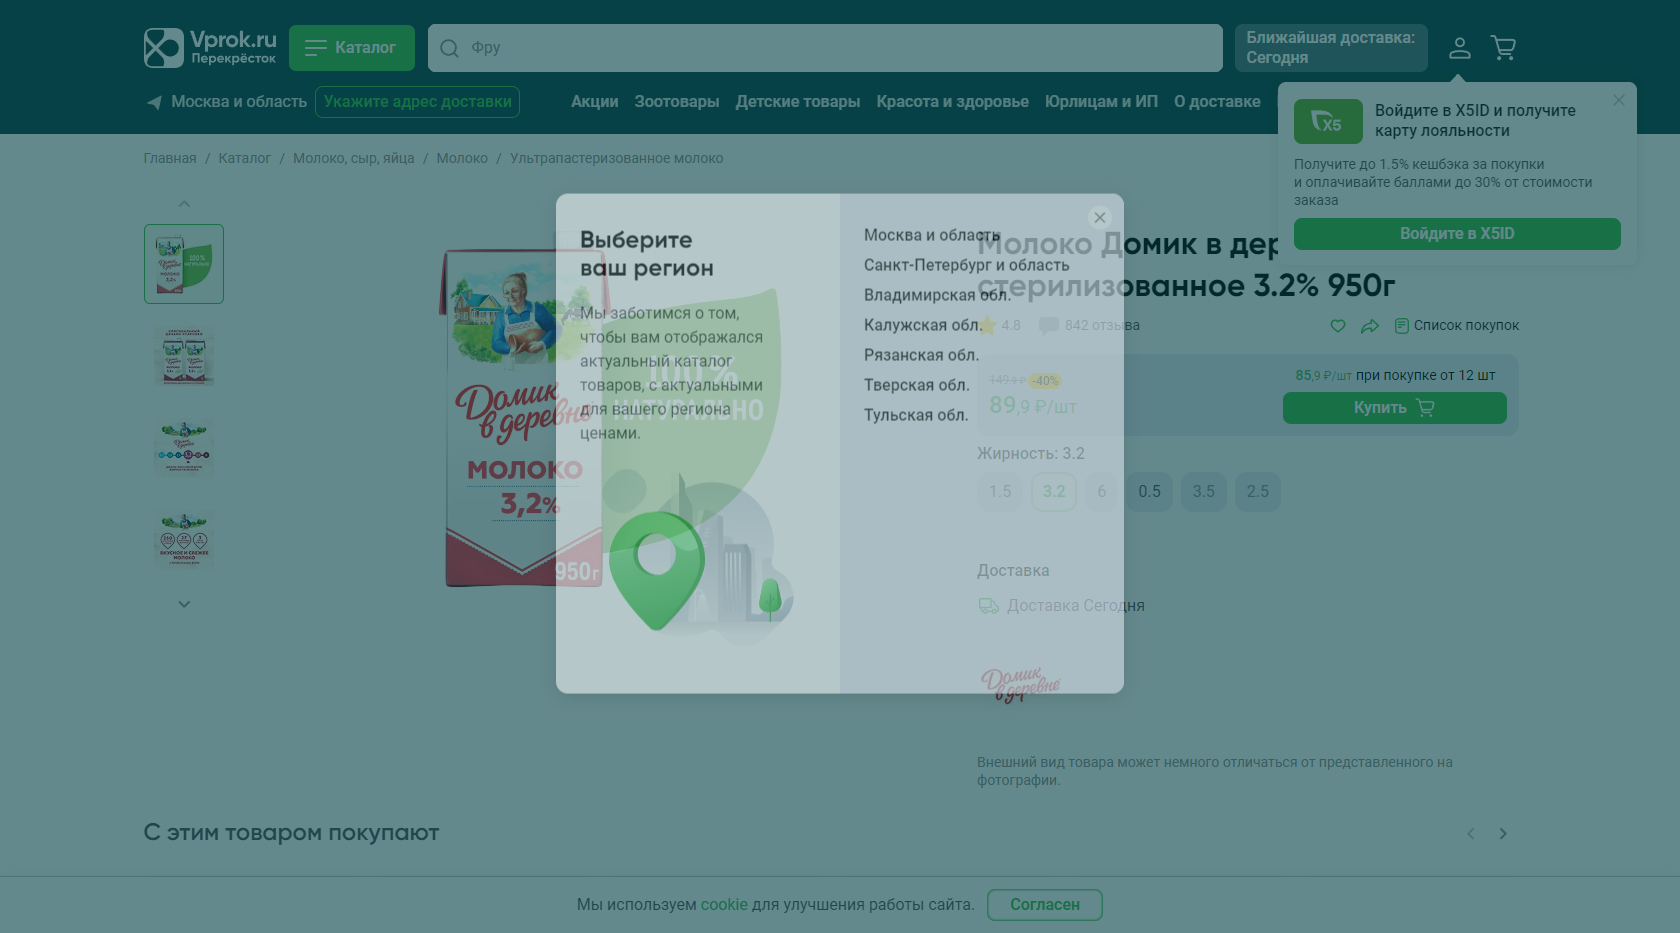 Vprok.ru
Перекрёсток
Каталог
Фру
Ближайшая доставка:
Сегодня
Москва и область
Укажите адрес доставки
Акции
Зоотовары
Детские товары
Красота и здоровье
Юрлицам и ИП
О доставке
X5
Войдите в X5ID и получите
карту лояльности
Получите до 1.5% кешбэка за покупки
и оплачивайте баллами до 30% от стоимости
заказа
Войдите в X5ID
Главная / Каталог / Молоко, сыр, яйца / Молоко / Ультрапастеризованное молоко
Выберите
ваш регион
Мы заботимся о том,
чтобы вам отображался
актуальный каталог
товаров, с актуальными
для вашего региона
ценами.
Москва и область
Санкт-Петербург и область
Владимирская обл.
Калужская обл.
Рязанская обл.
Тверская обл.
Тульская обл.
Домик
в деревне
МОЛОКО
3,2%
950г
100%
НАТУРАЛЬНО
Молоко Домик в дер
стерилизованное 3.2% 950г
4.8
842 отзыва
Список покупок
149,9 ₽
-40%
89,9 ₽/шт
85,9 ₽/шт при покупке от 12 шт
Купить
Жирность: 3.2
1.5
3.2
6
0.5
3.5
2.5
Доставка
Доставка Сегодня
Домик
в деревне
Внешний вид товара может немного отличаться от представленного на
фотографии.
С этим товаром покупают
Мы используем cookie для улучшения работы сайта.
Согласен